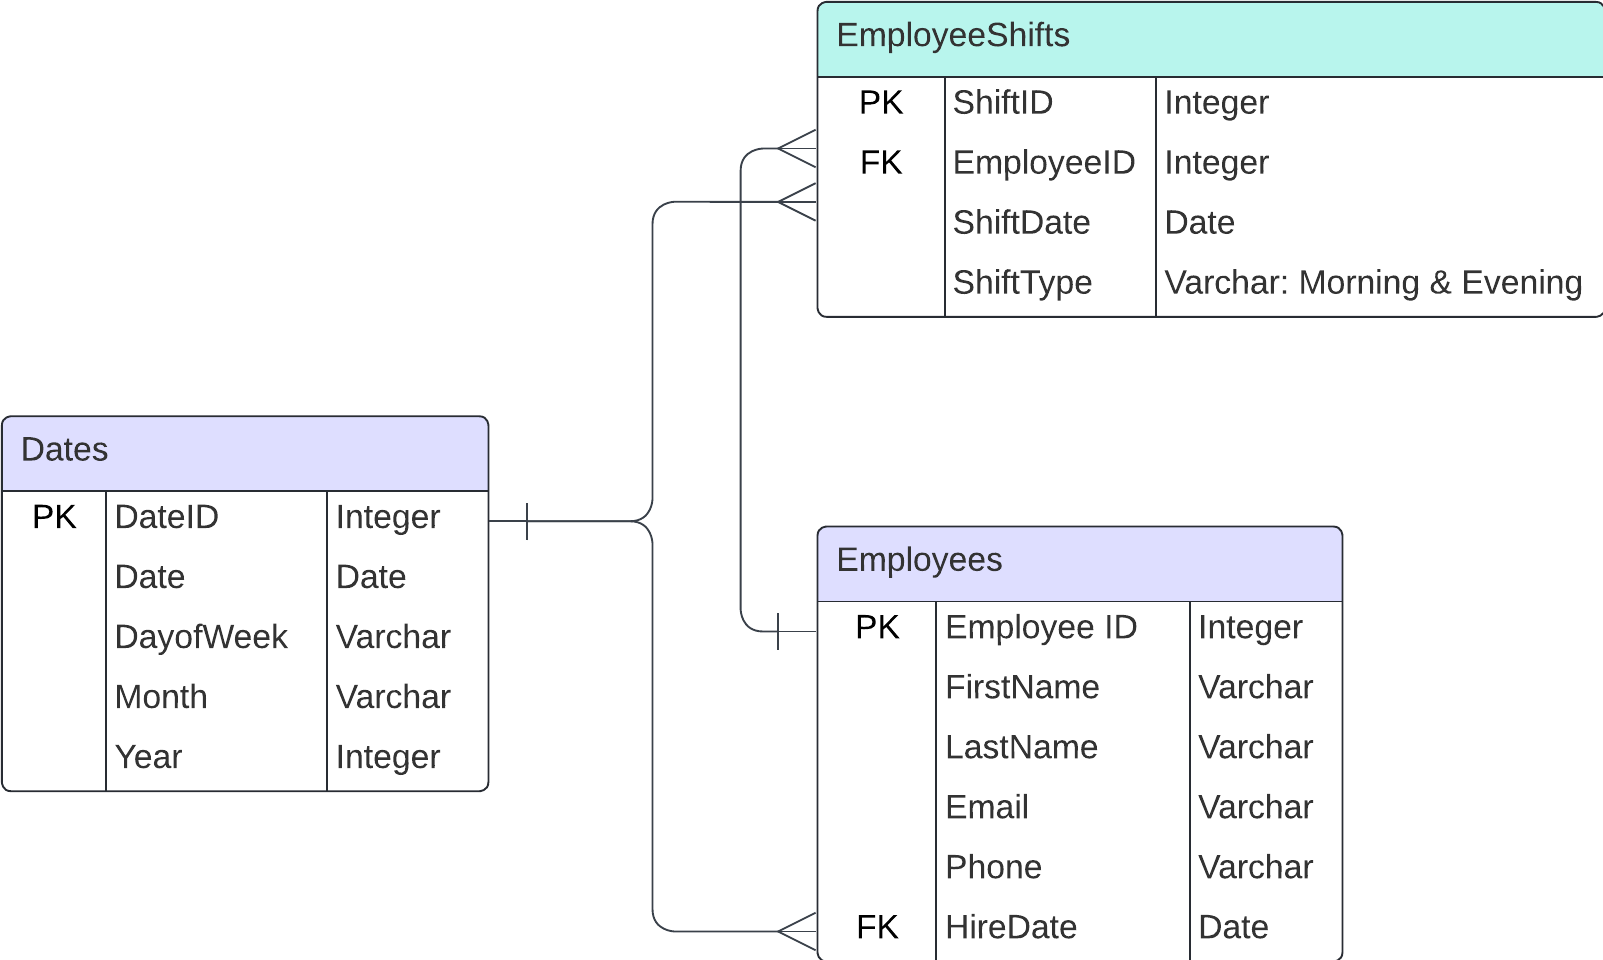 EmployeeShifts
PK ShiftID Integer
FK EmployeeID Integer
ShiftDate Date
ShiftType Varchar: Morning & Evening
Dates
PK DateID Integer
Date Date
DayofWeek Varchar
Month Varchar
Year Integer
Employees
PK Employee ID Integer
FirstName Varchar
LastName Varchar
Email Varchar
Phone Varchar
FK HireDate Date